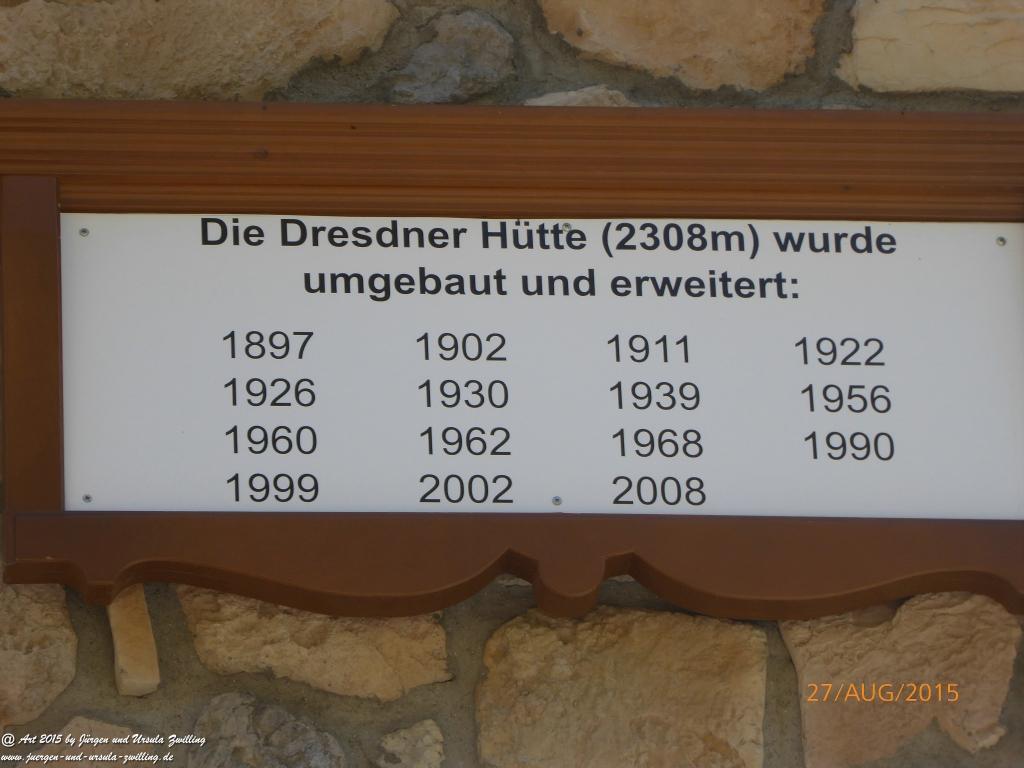 Die Dresdner Hütte (2308m) wurde
umgebaut und erweitert:
1897 1902 1911 1922
1926 1930 1939 1956
1960 1962 1968 1990
1999 2002 2008
27/AUG/2015
@ Art 2015 by Jürgen und Ursula Zwilling
www.juergen-und-ursula-zwilling.de